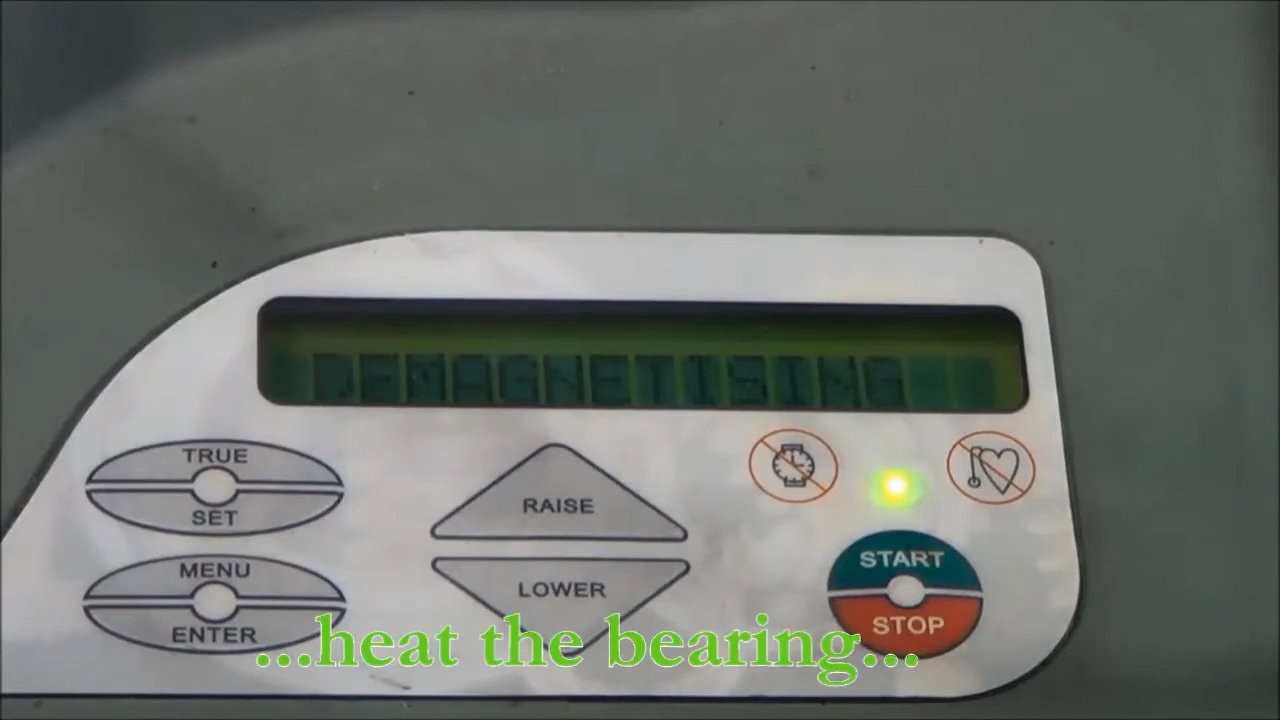 DEMAGNETISING
TRUE
SET
MENU
ENTER
RAISE
LOWER
START
STOP
...heat the bearing...